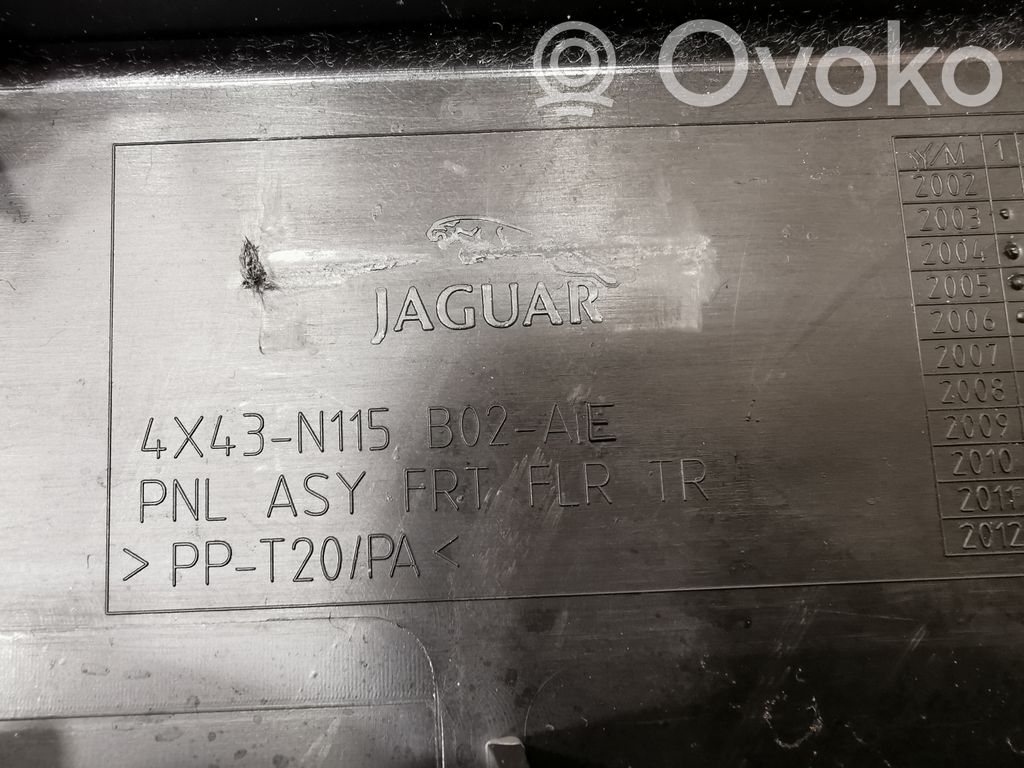 Ovoko
JAGUAR
4X43-N115 B02-AE
PNL ASY FRT FLR TR
>PP-T20/PA<
Y/M 1
2002
2003
2004
2005
2006
2007
2008
2009
2010
2011
2012